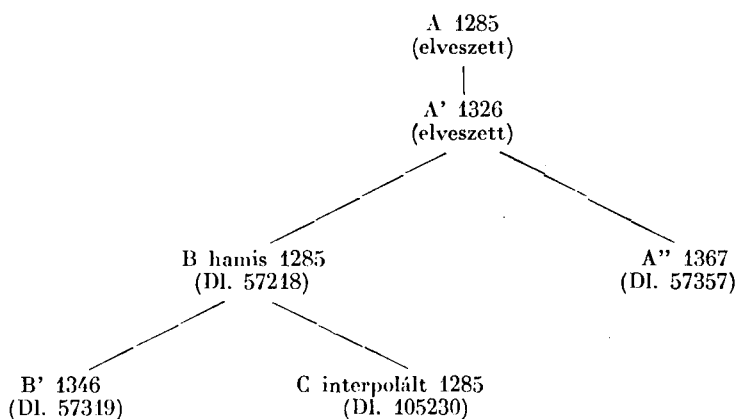 A 1285
(elveszett)
A' 1326
(elveszett)
B hamis 1285
(Dl. 57218)
A'' 1367
(Dl. 57357)
B' 1346
(Dl. 57319)
C interpolált 1285
(Dl. 105230)